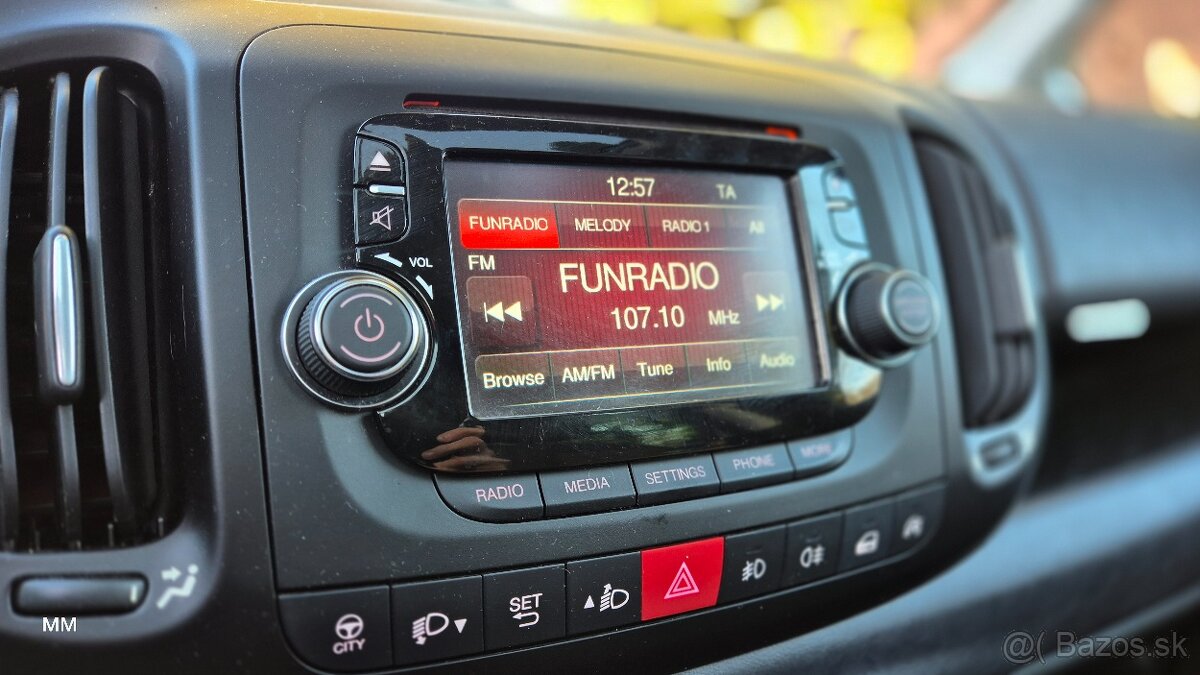 12:57 TA
FUNRADIO MELODY RADIO 1 All
FM
FUNRADIO
107.10 MHz
Browse AM/FM Tune Info Audio
VOL
RADIO MEDIA SETTINGS PHONE MORE
CITY
SET
MM
@( Bazos.sk